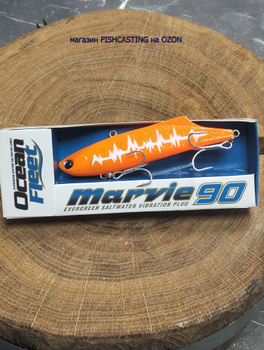 магазин FISHCASTING на OZON
Ocean
Fleet
Marvie 90
EVERGREEN SALTWATER VIBRATION PLUG